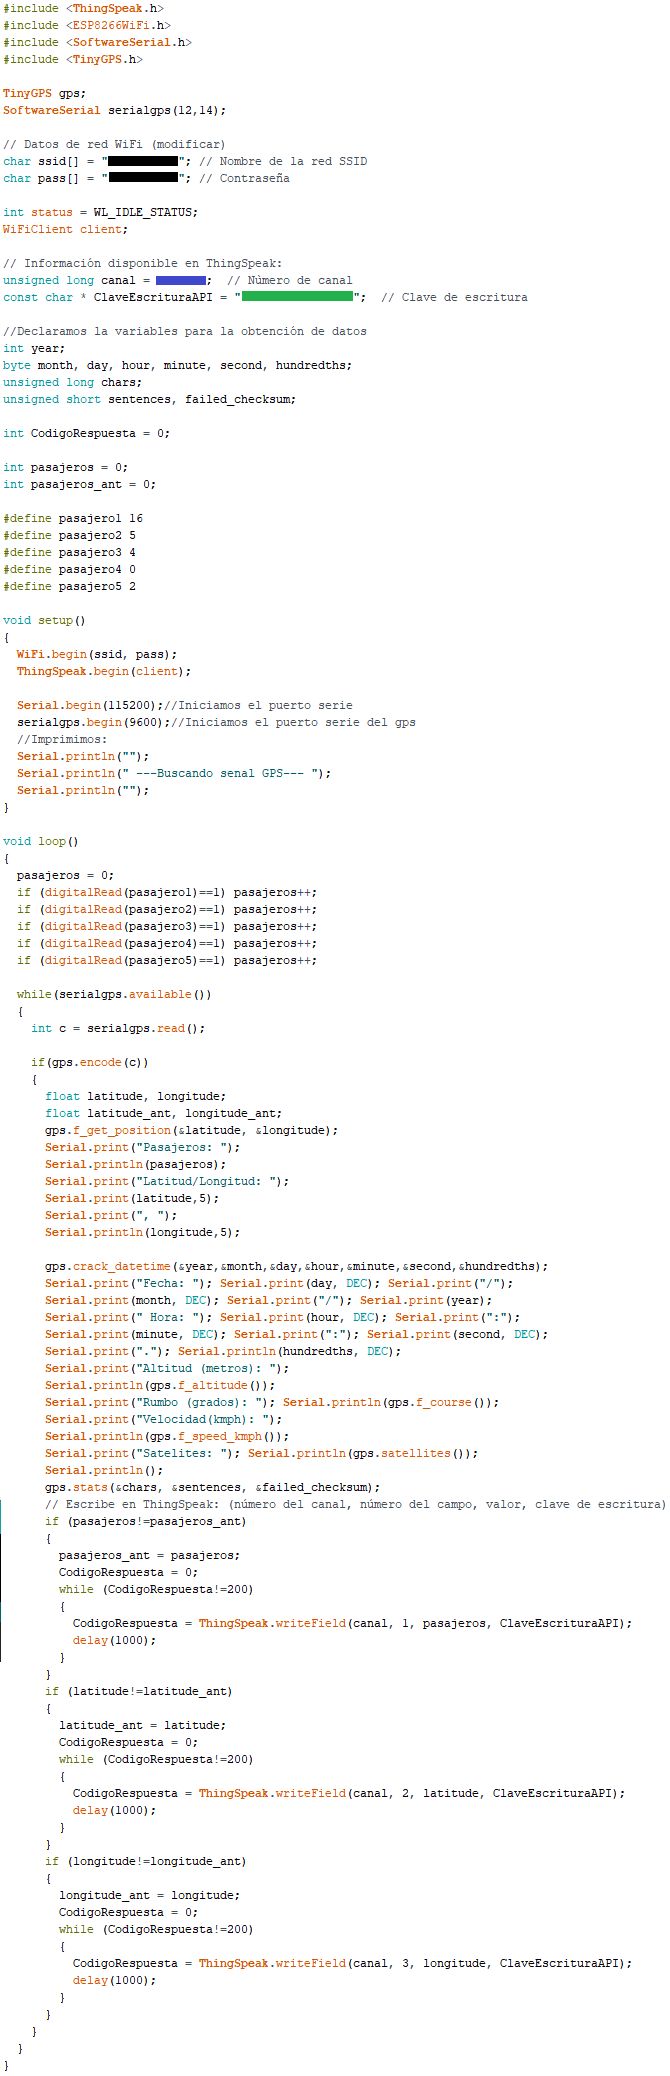 #include <ThingSpeak.h>
#include <ESP8266WiFi.h>
#include <SoftwareSerial.h>
#include <TinyGPS.h>

TinyGPS gps;
SoftwareSerial serialgps(12,14);

// Datos de red WiFi (modificar)
char ssid[] = "          "; // Nombre de la red SSID
char pass[] = "          "; // Contraseña

int status = WL_IDLE_STATUS;
WiFiClient client;

// Información disponible en ThingSpeak:
unsigned long canal =        ;  // Número de canal
const char * ClaveEscrituraAPI = "                ";  // Clave de escritura

//Declaramos la variables para la obtención de datos
int year;
byte month, day, hour, minute, second, hundredths;
unsigned long chars;
unsigned short sentences, failed_checksum;

int CodigoRespuesta = 0;

int pasajeros = 0;
int pasajeros_ant = 0;

#define pasajero1 16
#define pasajero2 5
#define pasajero3 4
#define pasajero4 0
#define pasajero5 2

void setup()
{
  WiFi.begin(ssid, pass);
  ThingSpeak.begin(client);

  Serial.begin(115200);//Iniciamos el puerto serie
  serialgps.begin(9600);//Iniciamos el puerto serie del gps
  //Imprimimos:
  Serial.println("");
  Serial.println(" ---Buscando senal GPS--- ");
  Serial.println("");
}

void loop()
{
  pasajeros = 0;
  if (digitalRead(pasajero1)==1) pasajeros++;
  if (digitalRead(pasajero2)==1) pasajeros++;
  if (digitalRead(pasajero3)==1) pasajeros++;
  if (digitalRead(pasajero4)==1) pasajeros++;
  if (digitalRead(pasajero5)==1) pasajeros++;

  while(serialgps.available())
  {
    int c = serialgps.read();

    if(gps.encode(c))
    {
      float latitude, longitude;
      float latitude_ant, longitude_ant;
      gps.f_get_position(&latitude, &longitude);
      Serial.print("Pasajeros: ");
      Serial.println(pasajeros);
      Serial.print("Latitud/Longitud: ");
      Serial.print(latitude,5);
      Serial.print(", ");
      Serial.println(longitude,5);

      gps.crack_datetime(&year,&month,&day,&hour,&minute,&second,&hundredths);
      Serial.print("Fecha: "); Serial.print(day, DEC); Serial.print("/");
      Serial.print(month, DEC); Serial.print("/"); Serial.print(year);
      Serial.print(" Hora: "); Serial.print(hour, DEC); Serial.print(":");
      Serial.print(minute, DEC); Serial.print(":"); Serial.print(second, DEC);
      Serial.print("."); Serial.println(hundredths, DEC);
      Serial.print("Altitud (metros): ");
      Serial.println(gps.f_altitude());
      Serial.print("Rumbo (grados): "); Serial.println(gps.f_course());
      Serial.print("Velocidad(kmph): ");
      Serial.println(gps.f_speed_kmph());
      Serial.print("Satelites: "); Serial.println(gps.satellites());
      Serial.println();
      gps.stats(&chars, &sentences, &failed_checksum);
      // Escribe en ThingSpeak: (número del canal, número del campo, valor, clave de escritura)
      if (pasajeros!=pasajeros_ant)
      {
        pasajeros_ant = pasajeros;
        CodigoRespuesta = 0;
        while (CodigoRespuesta!=200)
        {
          CodigoRespuesta = ThingSpeak.writeField(canal, 1, pasajeros, ClaveEscrituraAPI);
          delay(1000);
        }
      }
      if (latitude!=latitude_ant)
      {
        latitude_ant = latitude;
        CodigoRespuesta = 0;
        while (CodigoRespuesta!=200)
        {
          CodigoRespuesta = ThingSpeak.writeField(canal, 2, latitude, ClaveEscrituraAPI);
          delay(1000);
        }
      }
      if (longitude!=longitude_ant)
      {
        longitude_ant = longitude;
        CodigoRespuesta = 0;
        while (CodigoRespuesta!=200)
        {
          CodigoRespuesta = ThingSpeak.writeField(canal, 3, longitude, ClaveEscrituraAPI);
          delay(1000);
        }
      }
    }
  }
}